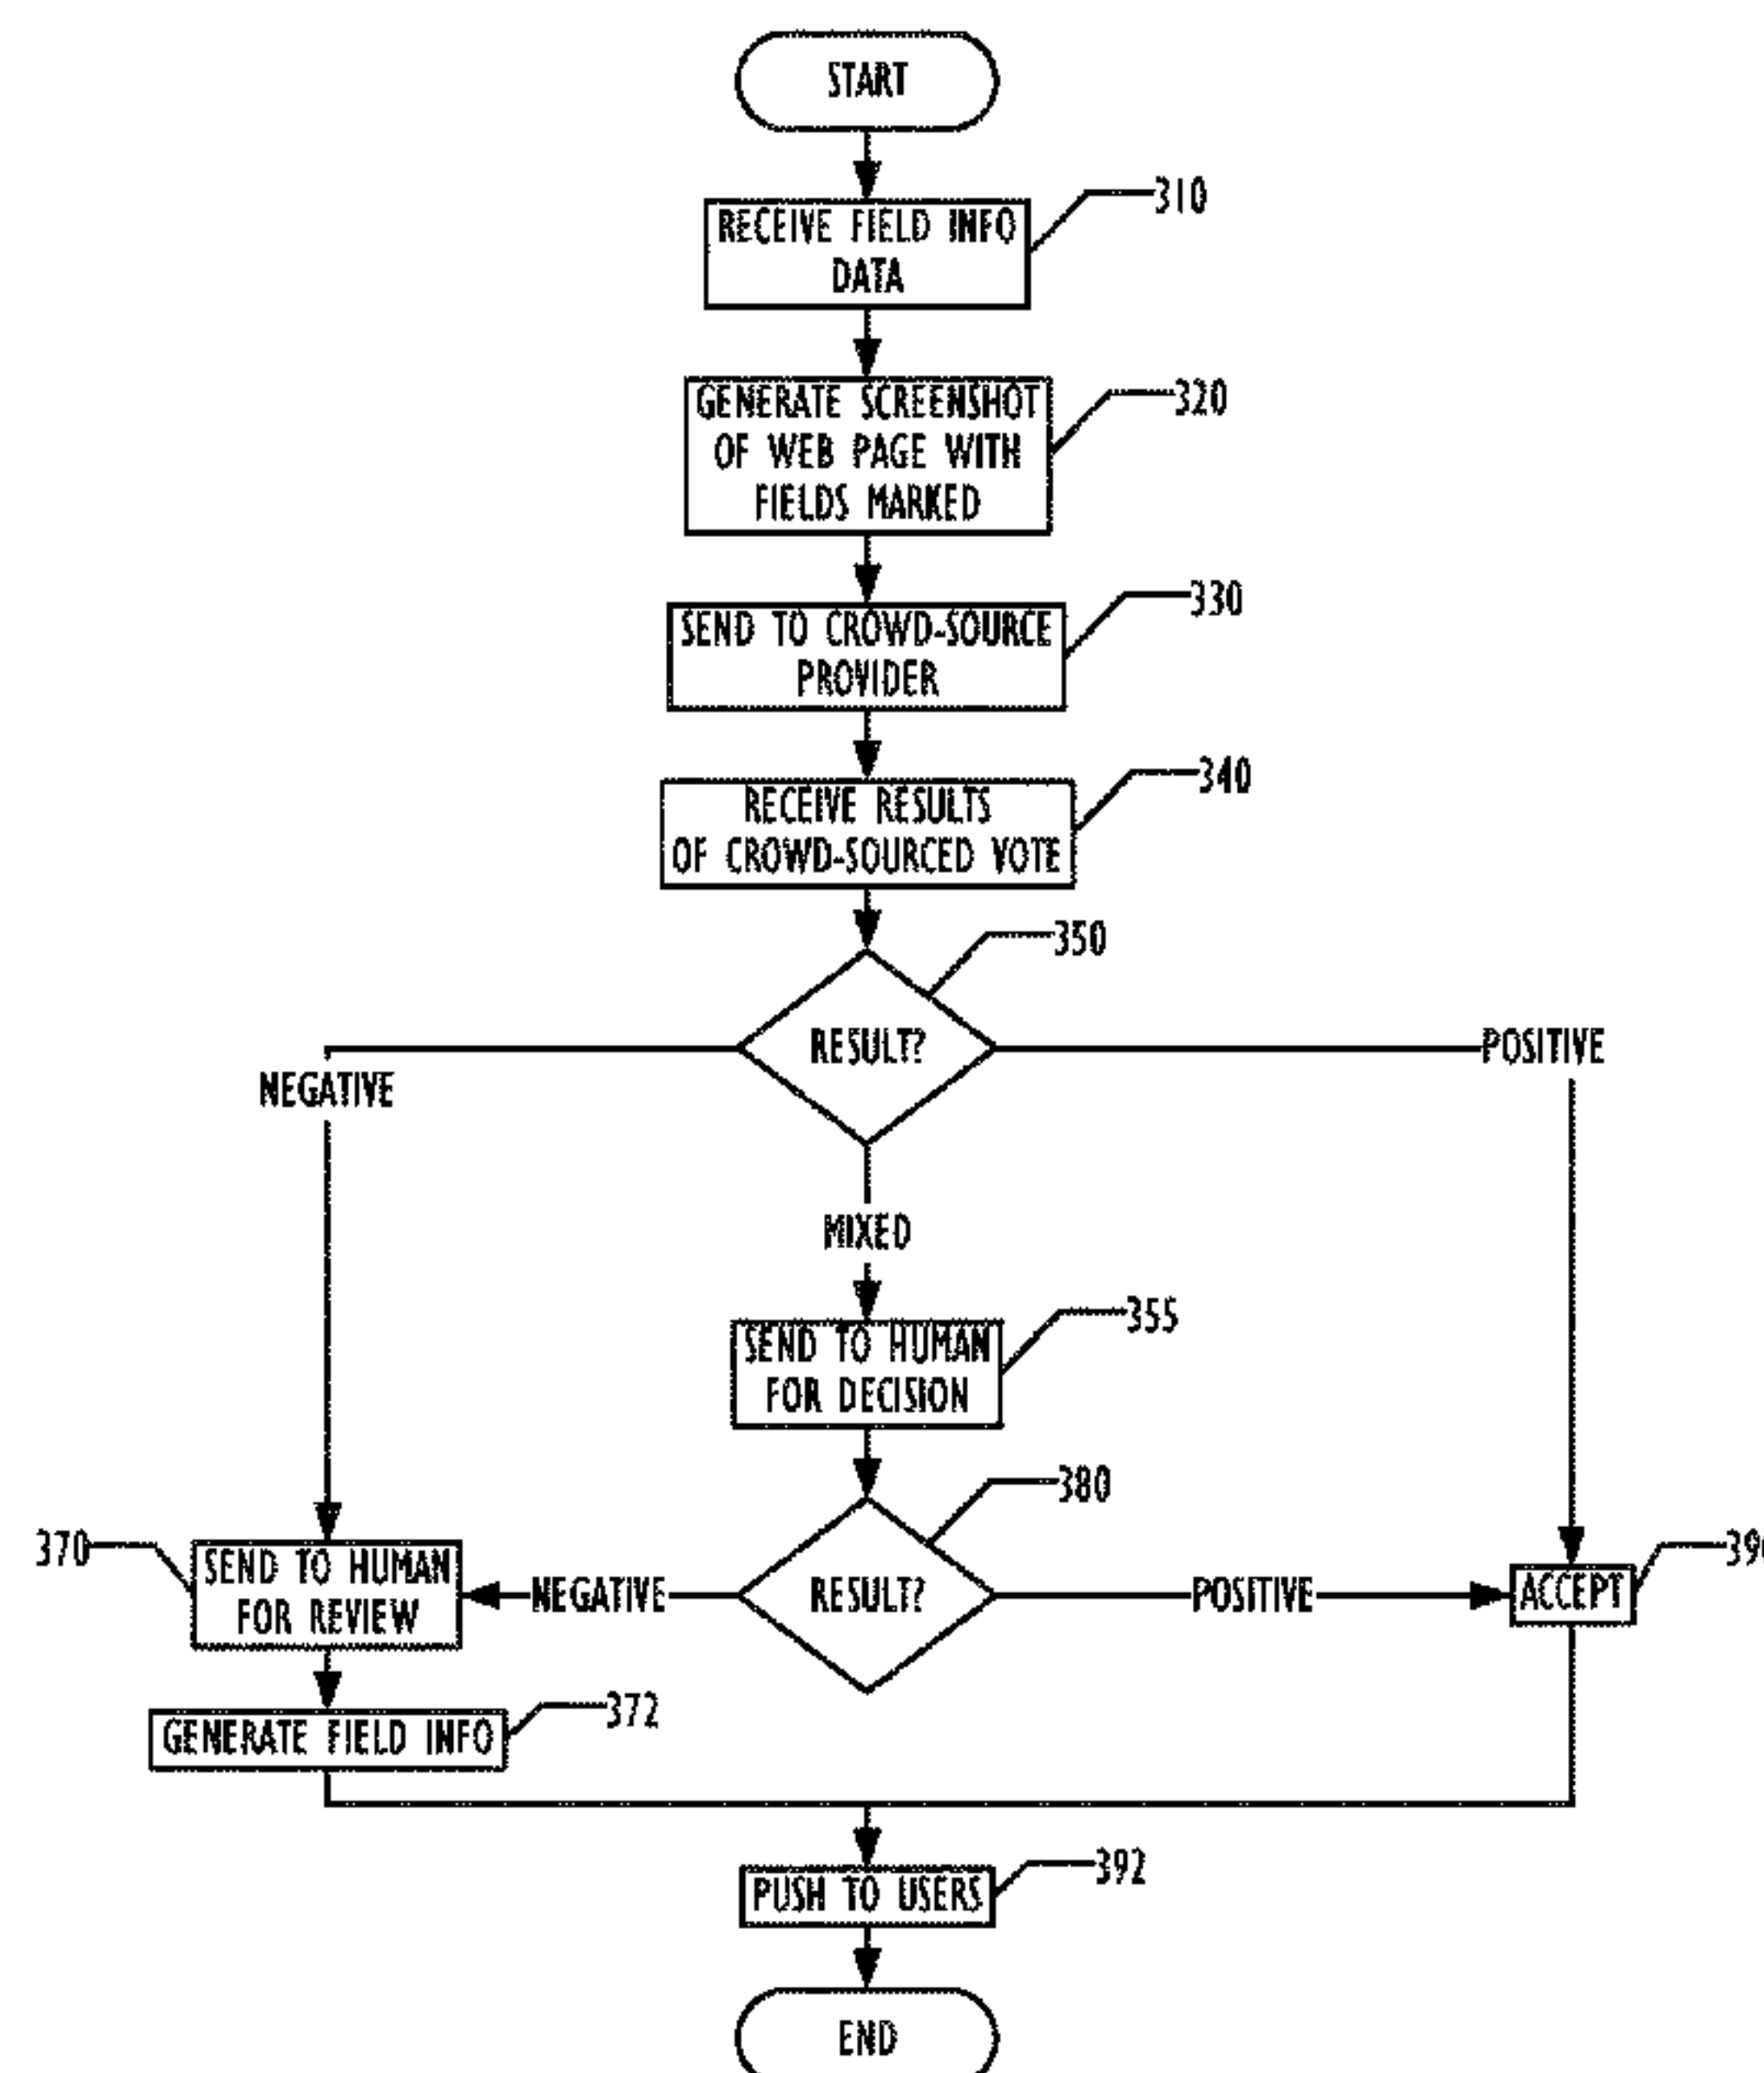 START
310
RECEIVE FIELD INFO
DATA
320
GENERATE SCREENSHOT
OF WEB PAGE WITH
FIELDS MARKED
330
SEND TO CROWD-SOURCE
PROVIDER
340
RECEIVE RESULTS
OF CROWD-SOURCED VOTE
350
RESULT?
POSITIVE
NEGATIVE
MIXED
355
SEND TO HUMAN
FOR DECISION
380
370
SEND TO HUMAN
FOR REVIEW
NEGATIVE
RESULT?
POSITIVE
ACCEPT
372
GENERATE FIELD INFO
392
PUSH TO USERS
END